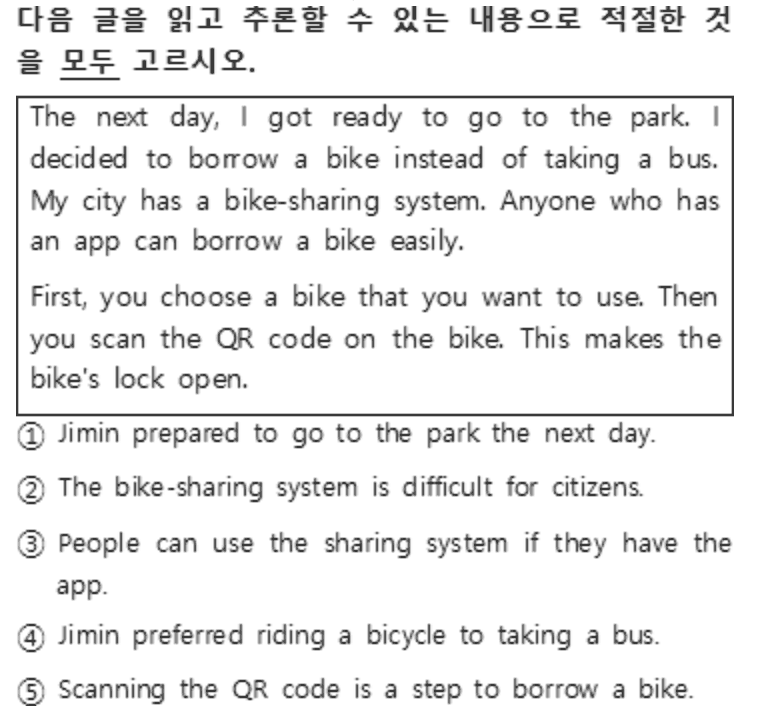 다음 글을 읽고 추론할 수 있는 내용으로 적절한 것
을 모두 고르시오.
The next day, I got ready to go to the park. I
decided to borrow a bike instead of taking a bus.
My city has a bike-sharing system. Anyone who has
an app can borrow a bike easily.
First, you choose a bike that you want to use. Then
you scan the QR code on the bike. This makes the
bike's lock open.
① Jimin prepared to go to the park the next day.
② The bike-sharing system is difficult for citizens.
③ People can use the sharing system if they have the
app.
④ Jimin preferred riding a bicycle to taking a bus.
⑤ Scanning the QR code is a step to borrow a bike.